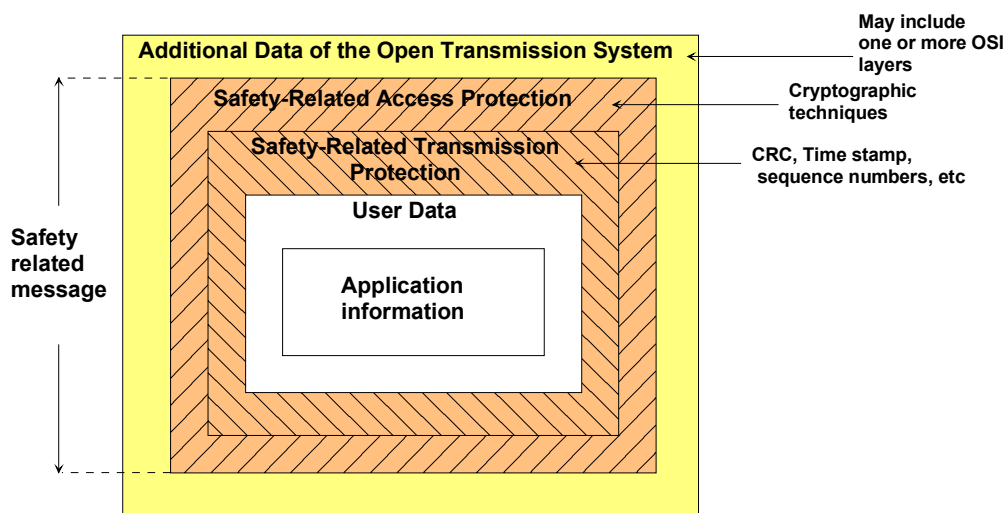 May include
one or more OSI
layers
Additional Data of the Open Transmission System
Safety-Related Access Protection
Cryptographic
techniques
Safety-Related Transmission
Protection
CRC, Time stamp,
sequence numbers, etc
User Data
Safety
related
message
Application
information